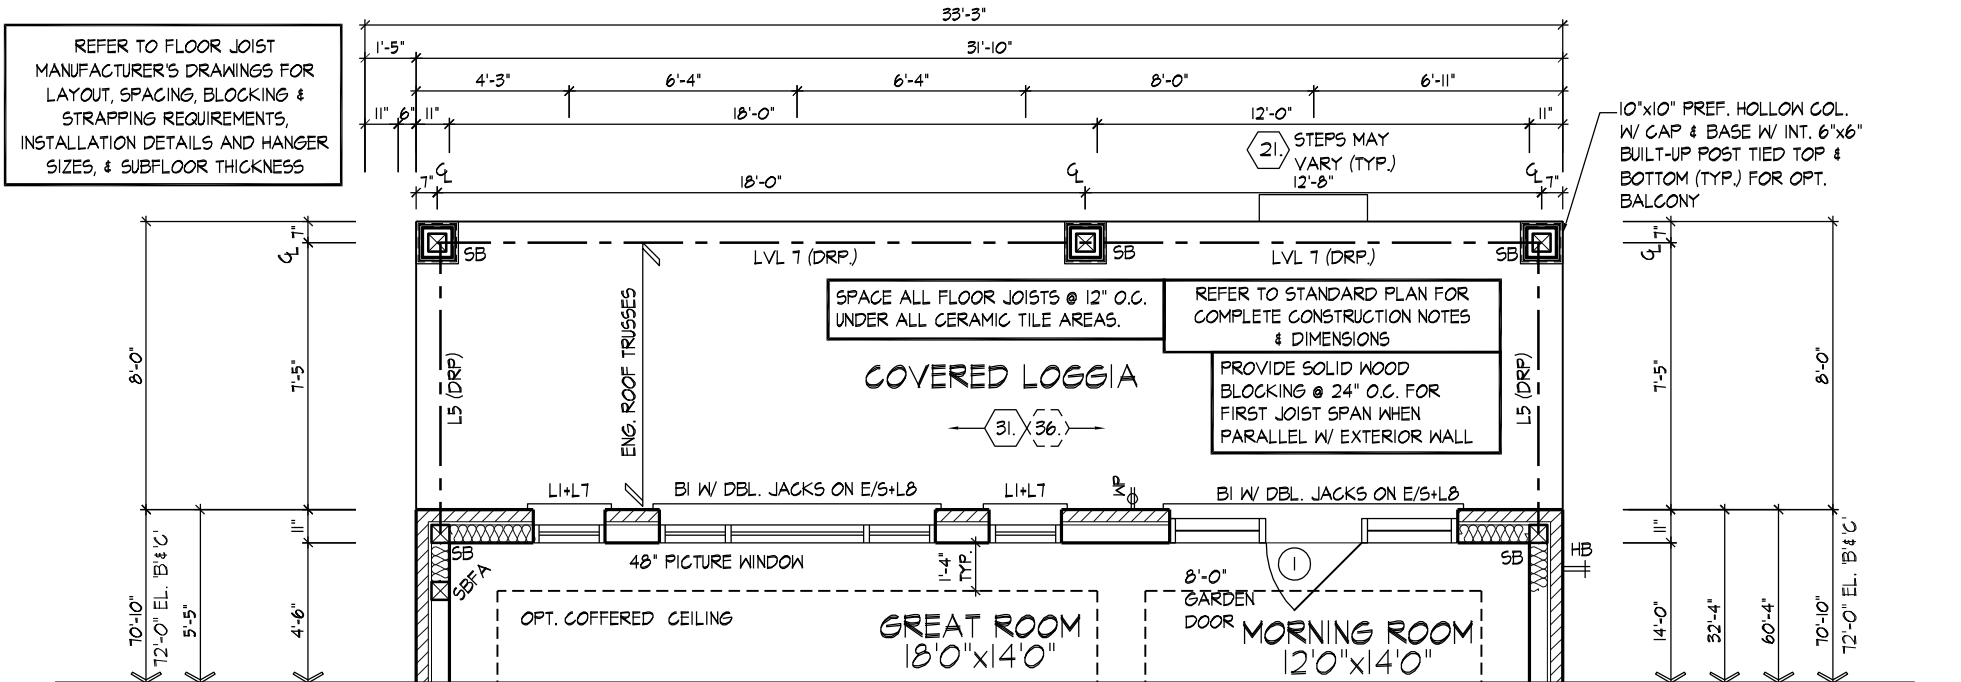 33'-3"
REFER TO FLOOR JOIST
MANUFACTURER'S DRAWINGS FOR
LAYOUT, SPACING, BLOCKING &
STRAPPING REQUIREMENTS,
INSTALLATION DETAILS AND HANGER
SIZES, & SUBFLOOR THICKNESS
1'-5"
31'-10"
4'-3"
6'-4"
6'-4"
8'-0"
6'-11"
11"
6"
11"
18'-0"
12'-0"
11"
10"x10" PREF. HOLLOW COL.
W/ CAP & BASE W/ INT. 6"x6"
BUILT-UP POST TIED TOP &
BOTTOM (TYP.) FOR OPT.
BALCONY
21.
STEPS MAY
VARY (TYP.)
7"
CL
18'-0"
CL
12'-8"
CL
7"
CL 7"
SB
LVL 7 (DRP.)
SB
LVL 7 (DRP.)
SB
CL 7"
SPACE ALL FLOOR JOISTS @ 12" O.C.
UNDER ALL CERAMIC TILE AREAS.
REFER TO STANDARD PLAN FOR
COMPLETE CONSTRUCTION NOTES
& DIMENSIONS
PROVIDE SOLID WOOD
BLOCKING @ 24" O.C. FOR
FIRST JOIST SPAN WHEN
PARALLEL W/ EXTERIOR WALL
8'-0"
7'-5"
L5 (DRP)
ENG. ROOF TRUSSES
COVERED LOGGIA
31.
36.
L5 (DRP)
7'-5"
8'-0"
L1+L7
B1 W/ DBL. JACKS ON E/S+L8
L1+L7
WP
B1 W/ DBL. JACKS ON E/S+L8
11"
SB
SBFA
48" PICTURE WINDOW
1'-4"
TYP.
1
SB
HB
11"
8'-0"
GARDEN
DOOR
OPT. COFFERED CEILING
GREAT ROOM
18'0"x14'0"
MORNING ROOM
12'0"x14'0"
70'-10"
72'-0" EL. 'B'&'C'
5'-5"
4'-6"
14'-0"
32'-4"
60'-4"
70'-10"
72'-0" EL. 'B'&'C'